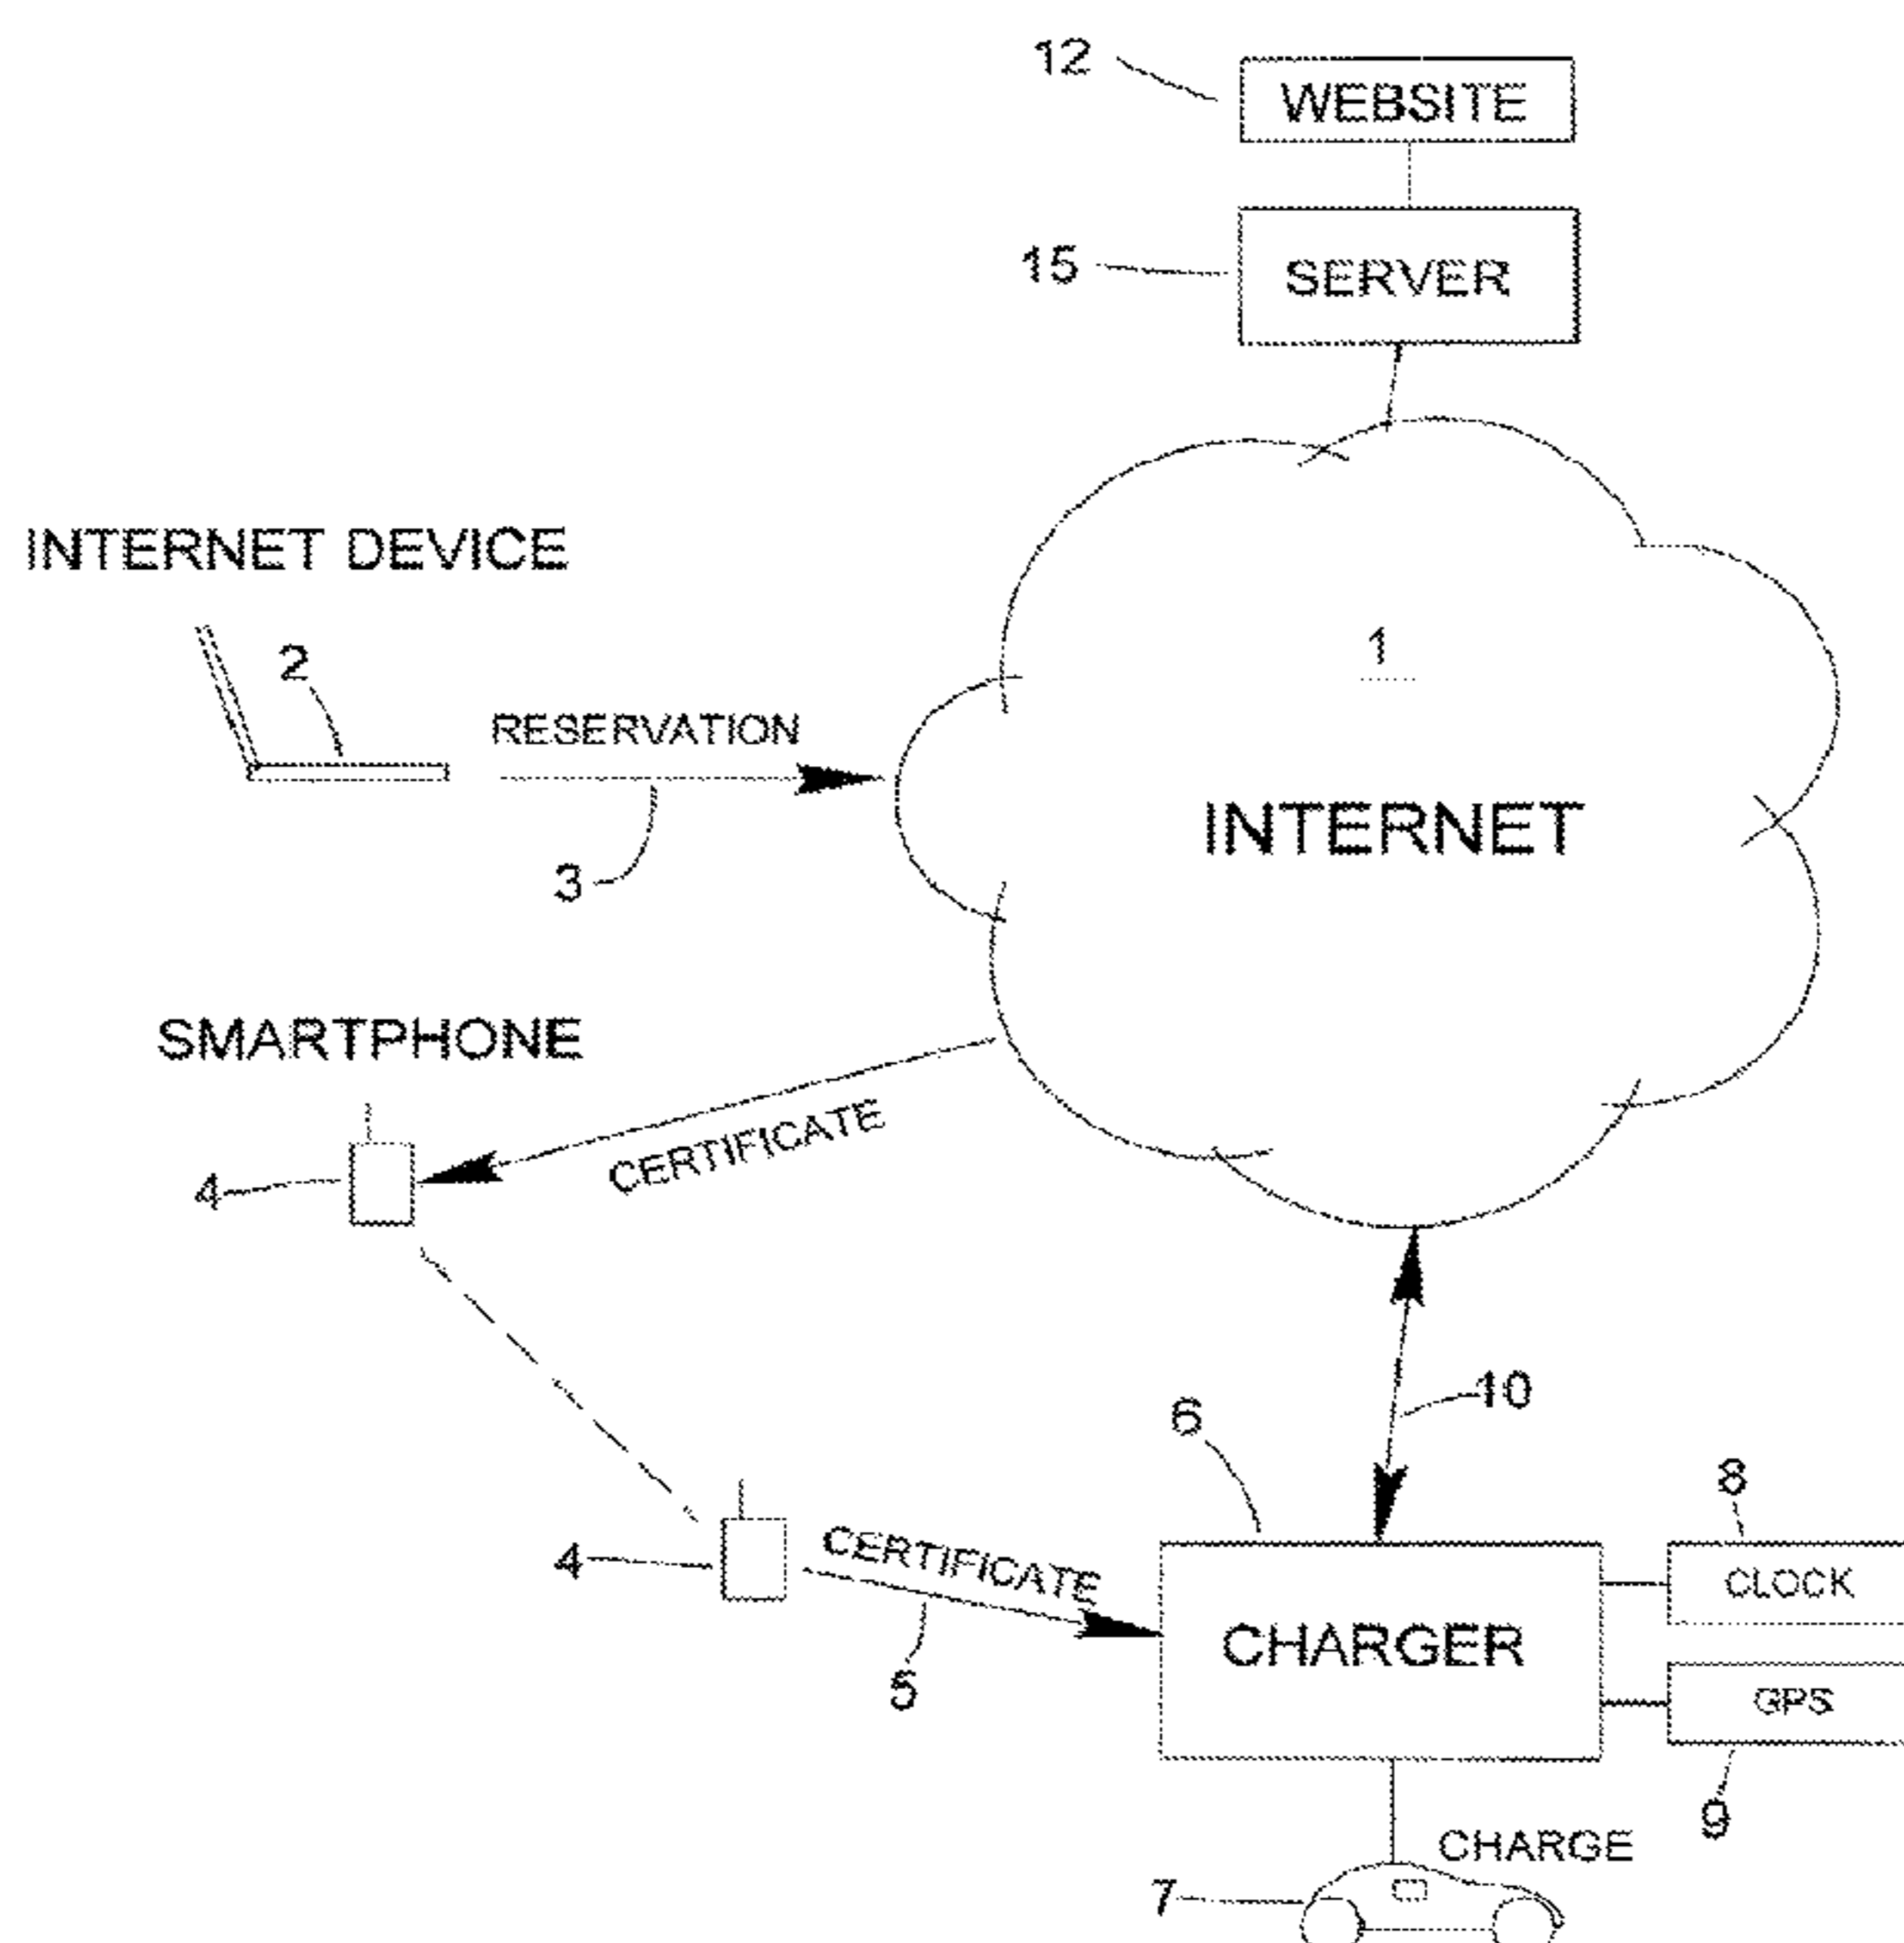 12
WEBSITE
15
SERVER
INTERNET DEVICE
2
RESERVATION
3
1
INTERNET
SMARTPHONE
4
CERTIFICATE
10
6
8
4
CERTIFICATE
5
CHARGER
CLOCK
GPS
9
CHARGE
7